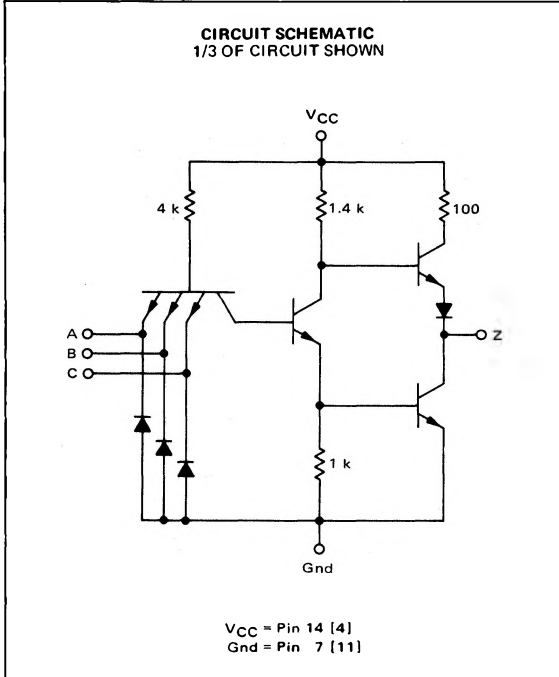 CIRCUIT SCHEMATIC
1/3 OF CIRCUIT SHOWN
VCC
4 k
1.4 k
100
A
B
C
Z
1 k
Gnd
VCC = Pin 14 [4]
Gnd = Pin 7 [11]